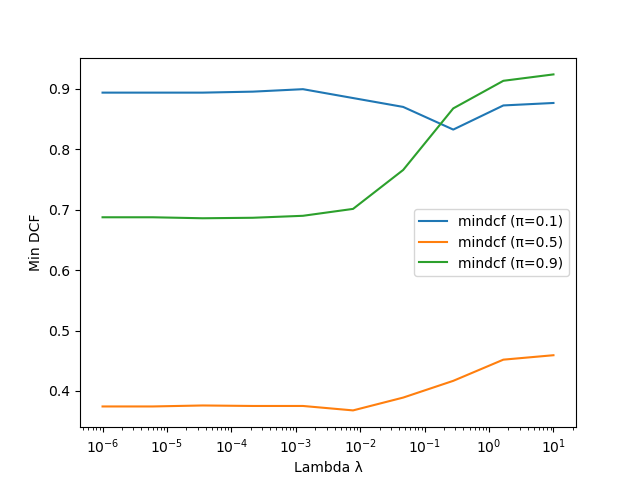 Min DCF
0.9
0.8
0.7
0.6
0.5
0.4
mindcf (π=0.1)
mindcf (π=0.5)
mindcf (π=0.9)
10⁻⁶ 10⁻⁵ 10⁻⁴ 10⁻³ 10⁻² 10⁻¹ 10⁰ 10¹
Lambda λ